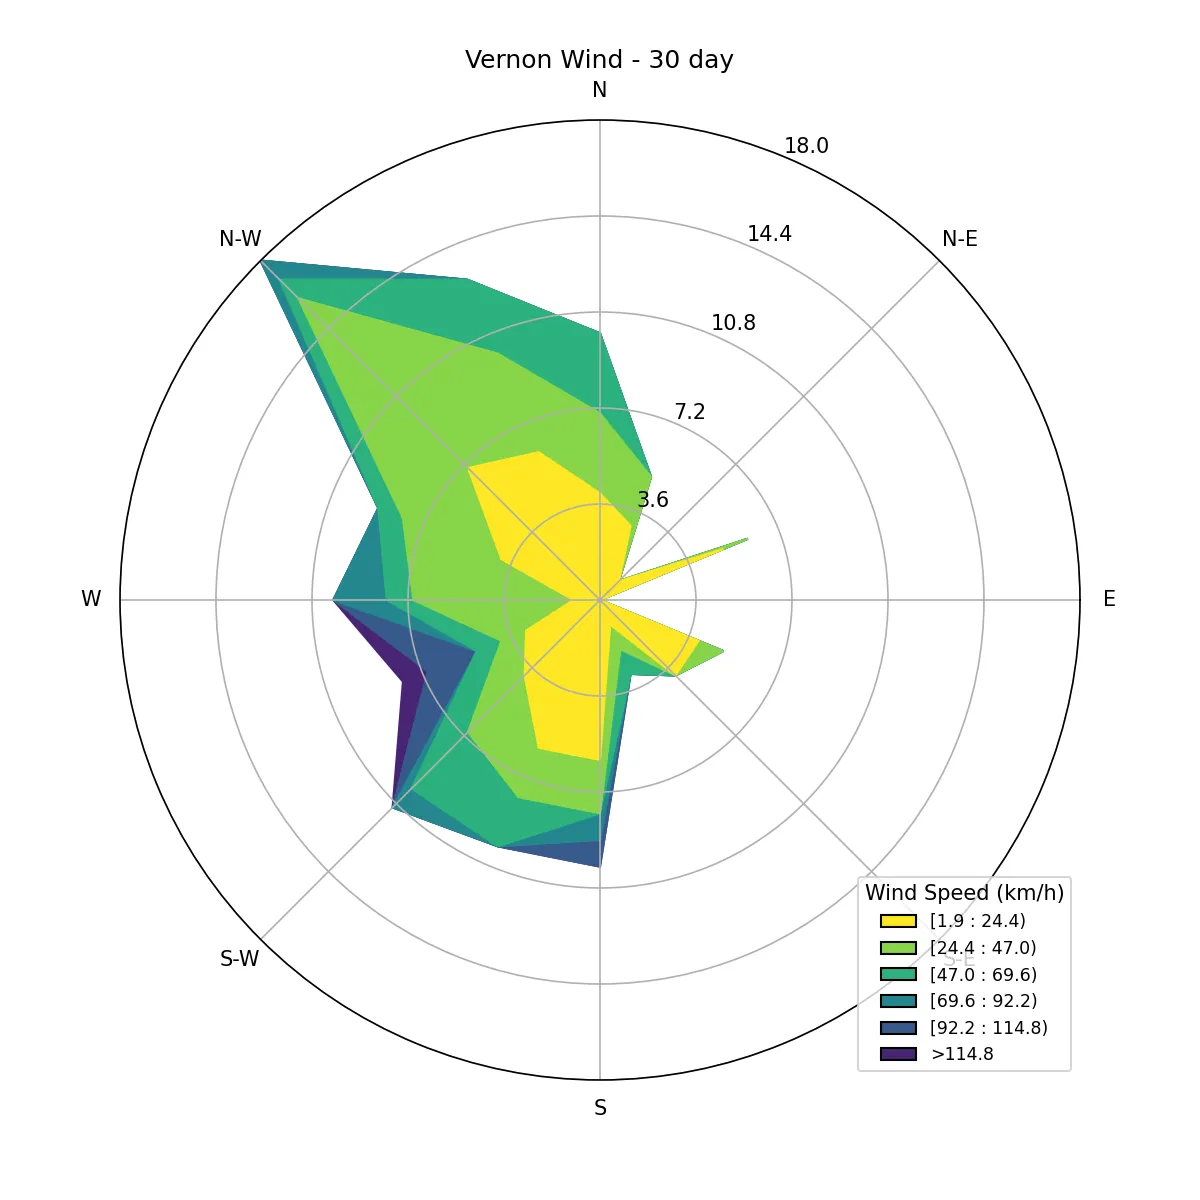 Vernon Wind - 30 day
N
18.0
N-W
14.4
N-E
10.8
7.2
3.6
W
E
Wind Speed (km/h)
[1.9 : 24.4)
[24.4 : 47.0)
S-W
S-E
[47.0 : 69.6)
[69.6 : 92.2)
[92.2 : 114.8)
>114.8
S